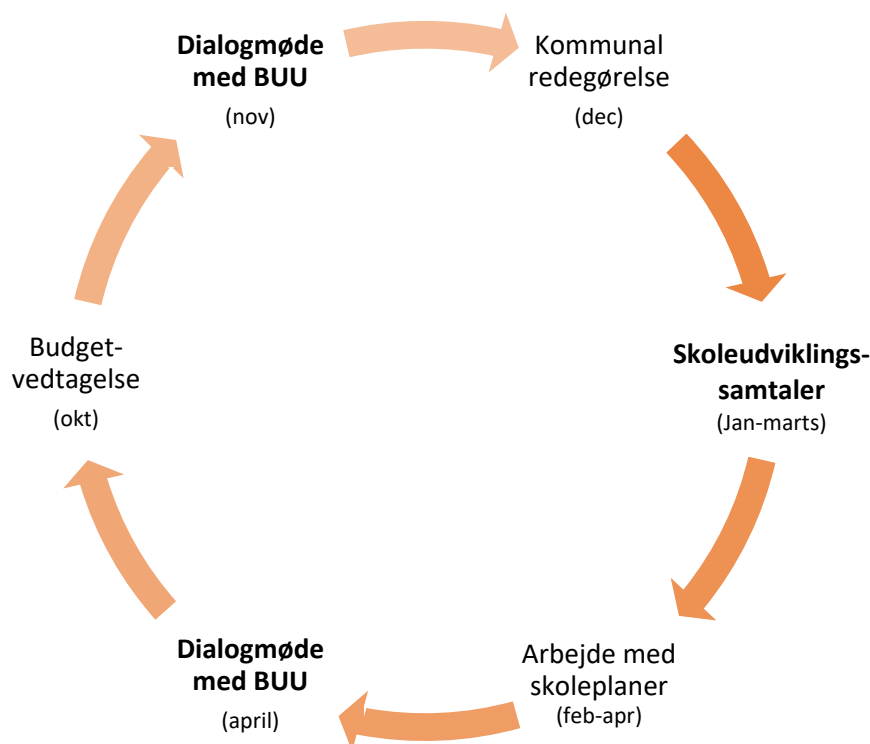 Dialogmøde
med BUU
(nov)
Kommunal
redegørelse
(dec)
Skoleudviklings-
samtaler
(Jan-marts)
Arbejde med
skoleplaner
(feb-apr)
Dialogmøde
med BUU
(april)
Budget-
vedtagelse
(okt)